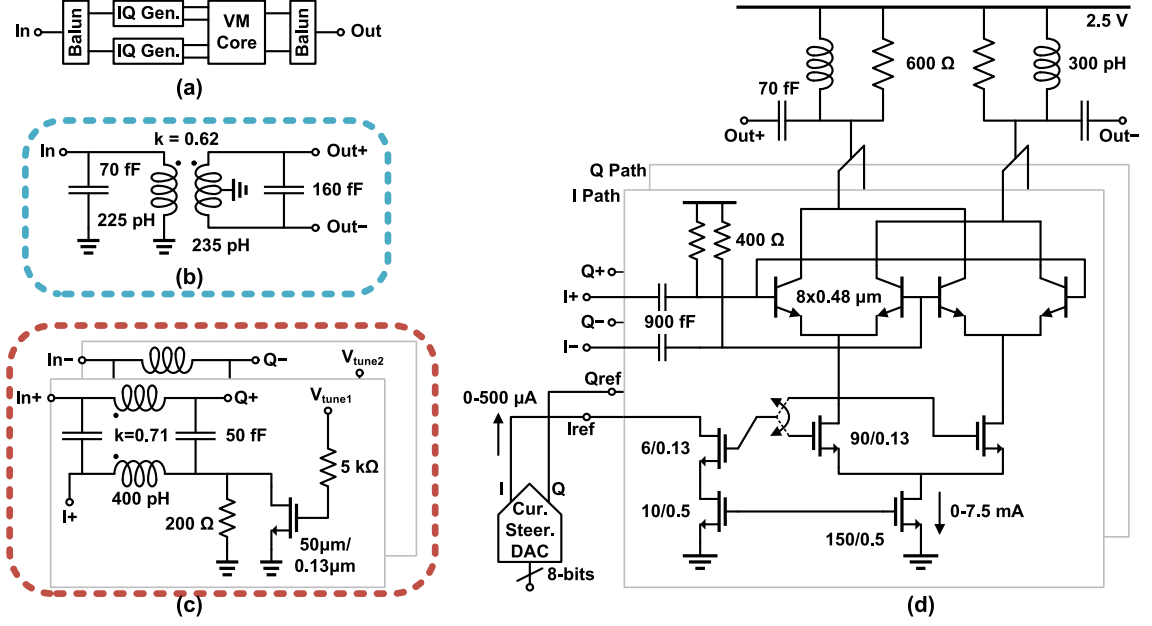 In
Balun
IQ Gen.
IQ Gen.
VM
Core
Balun
Out
(a)
k = 0.62
In
70 fF
225 pH
235 pH
Out+
160 fF
Out−
(b)
In−
Q−
Vtune2
In+
Q+
Vtune1
k=0.71
50 fF
5 kΩ
I+
400 pH
200 Ω
50µm/
0.13µm
(c)
2.5 V
600 Ω
300 pH
70 fF
Out+
Out−
Q Path
I Path
400 Ω
Q+
I+
8x0.48 µm
900 fF
Q−
I−
Qref
0-500 µA
Iref
6/0.13
90/0.13
I
Q
10/0.5
150/0.5
0-7.5 mA
Cur.
Steer.
DAC
8-bits
(d)